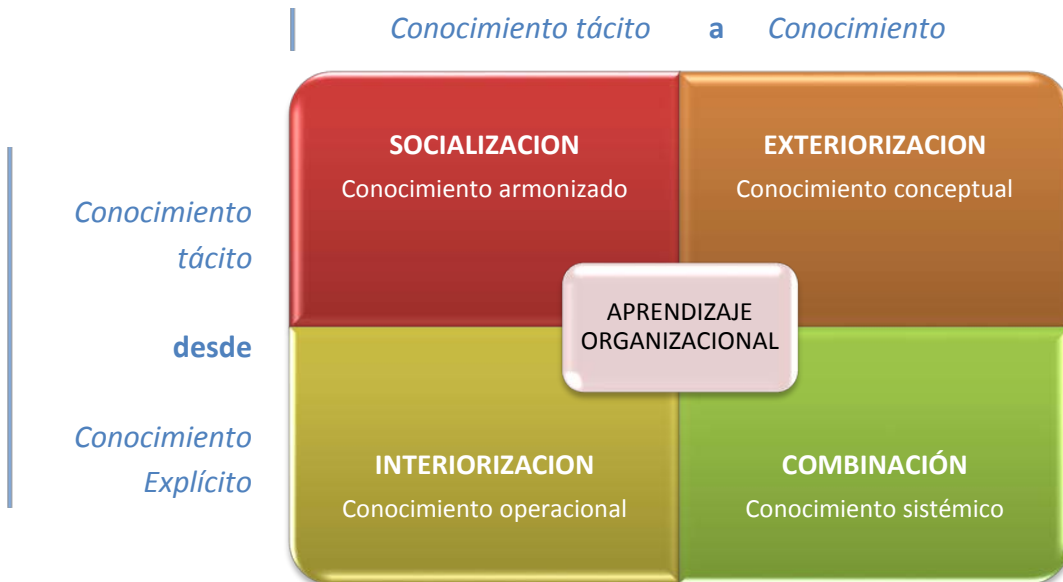 Conocimiento tácito a Conocimiento
SOCIALIZACION
Conocimiento armonizado
EXTERIORIZACION
Conocimiento conceptual
Conocimiento
tácito
desde
Conocimiento
Explícito
APRENDIZAJE
ORGANIZACIONAL
INTERIORIZACION
Conocimiento operacional
COMBINACIÓN
Conocimiento sistémico